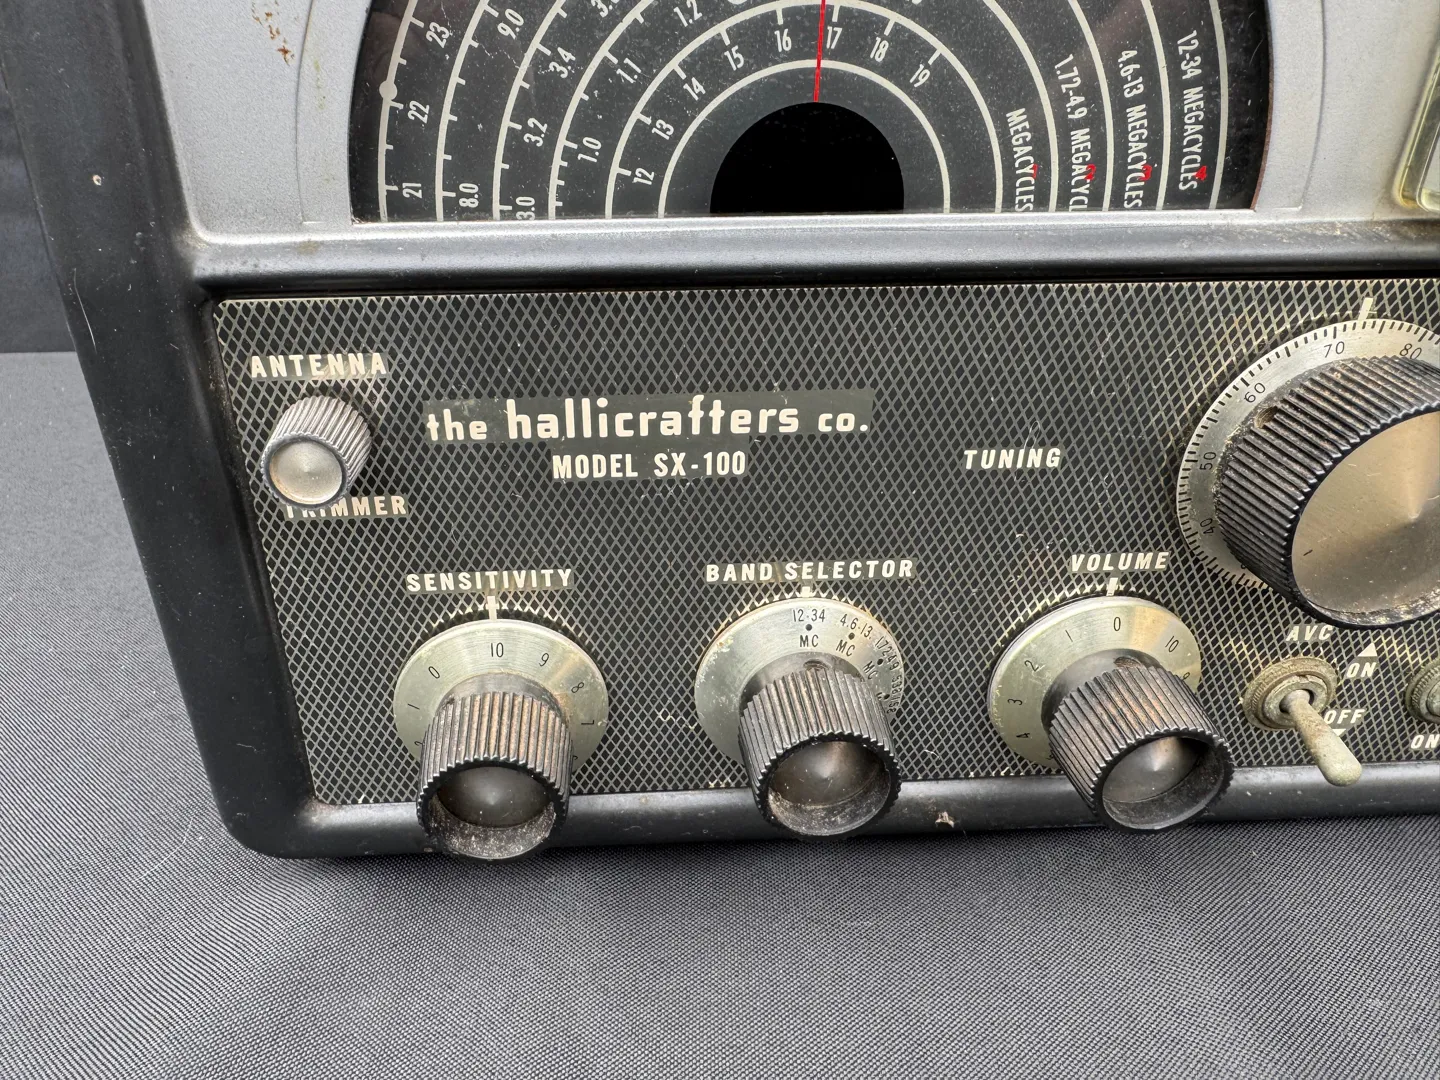 23
22
21
9.0
8.0
3.4
3.2
3.0
1.2
1.1
1.0
12
13
14
15
16
17
18
19
MEGACYCLES
1.72-4.9
4.6-13 MEGACYCLES
12-34 MEGACYCLES
ANTENNA
TRIMMER
the hallicrafters co.
MODEL SX-100
TUNING
40
50
60
70
80
SENSITIVITY
0 10 9 8
1
7
BAND SELECTOR
12-34 MC
4.6-13 MC
MC
VOLUME
4 3 2 1 0 10
AVC
ON
OFF
ON